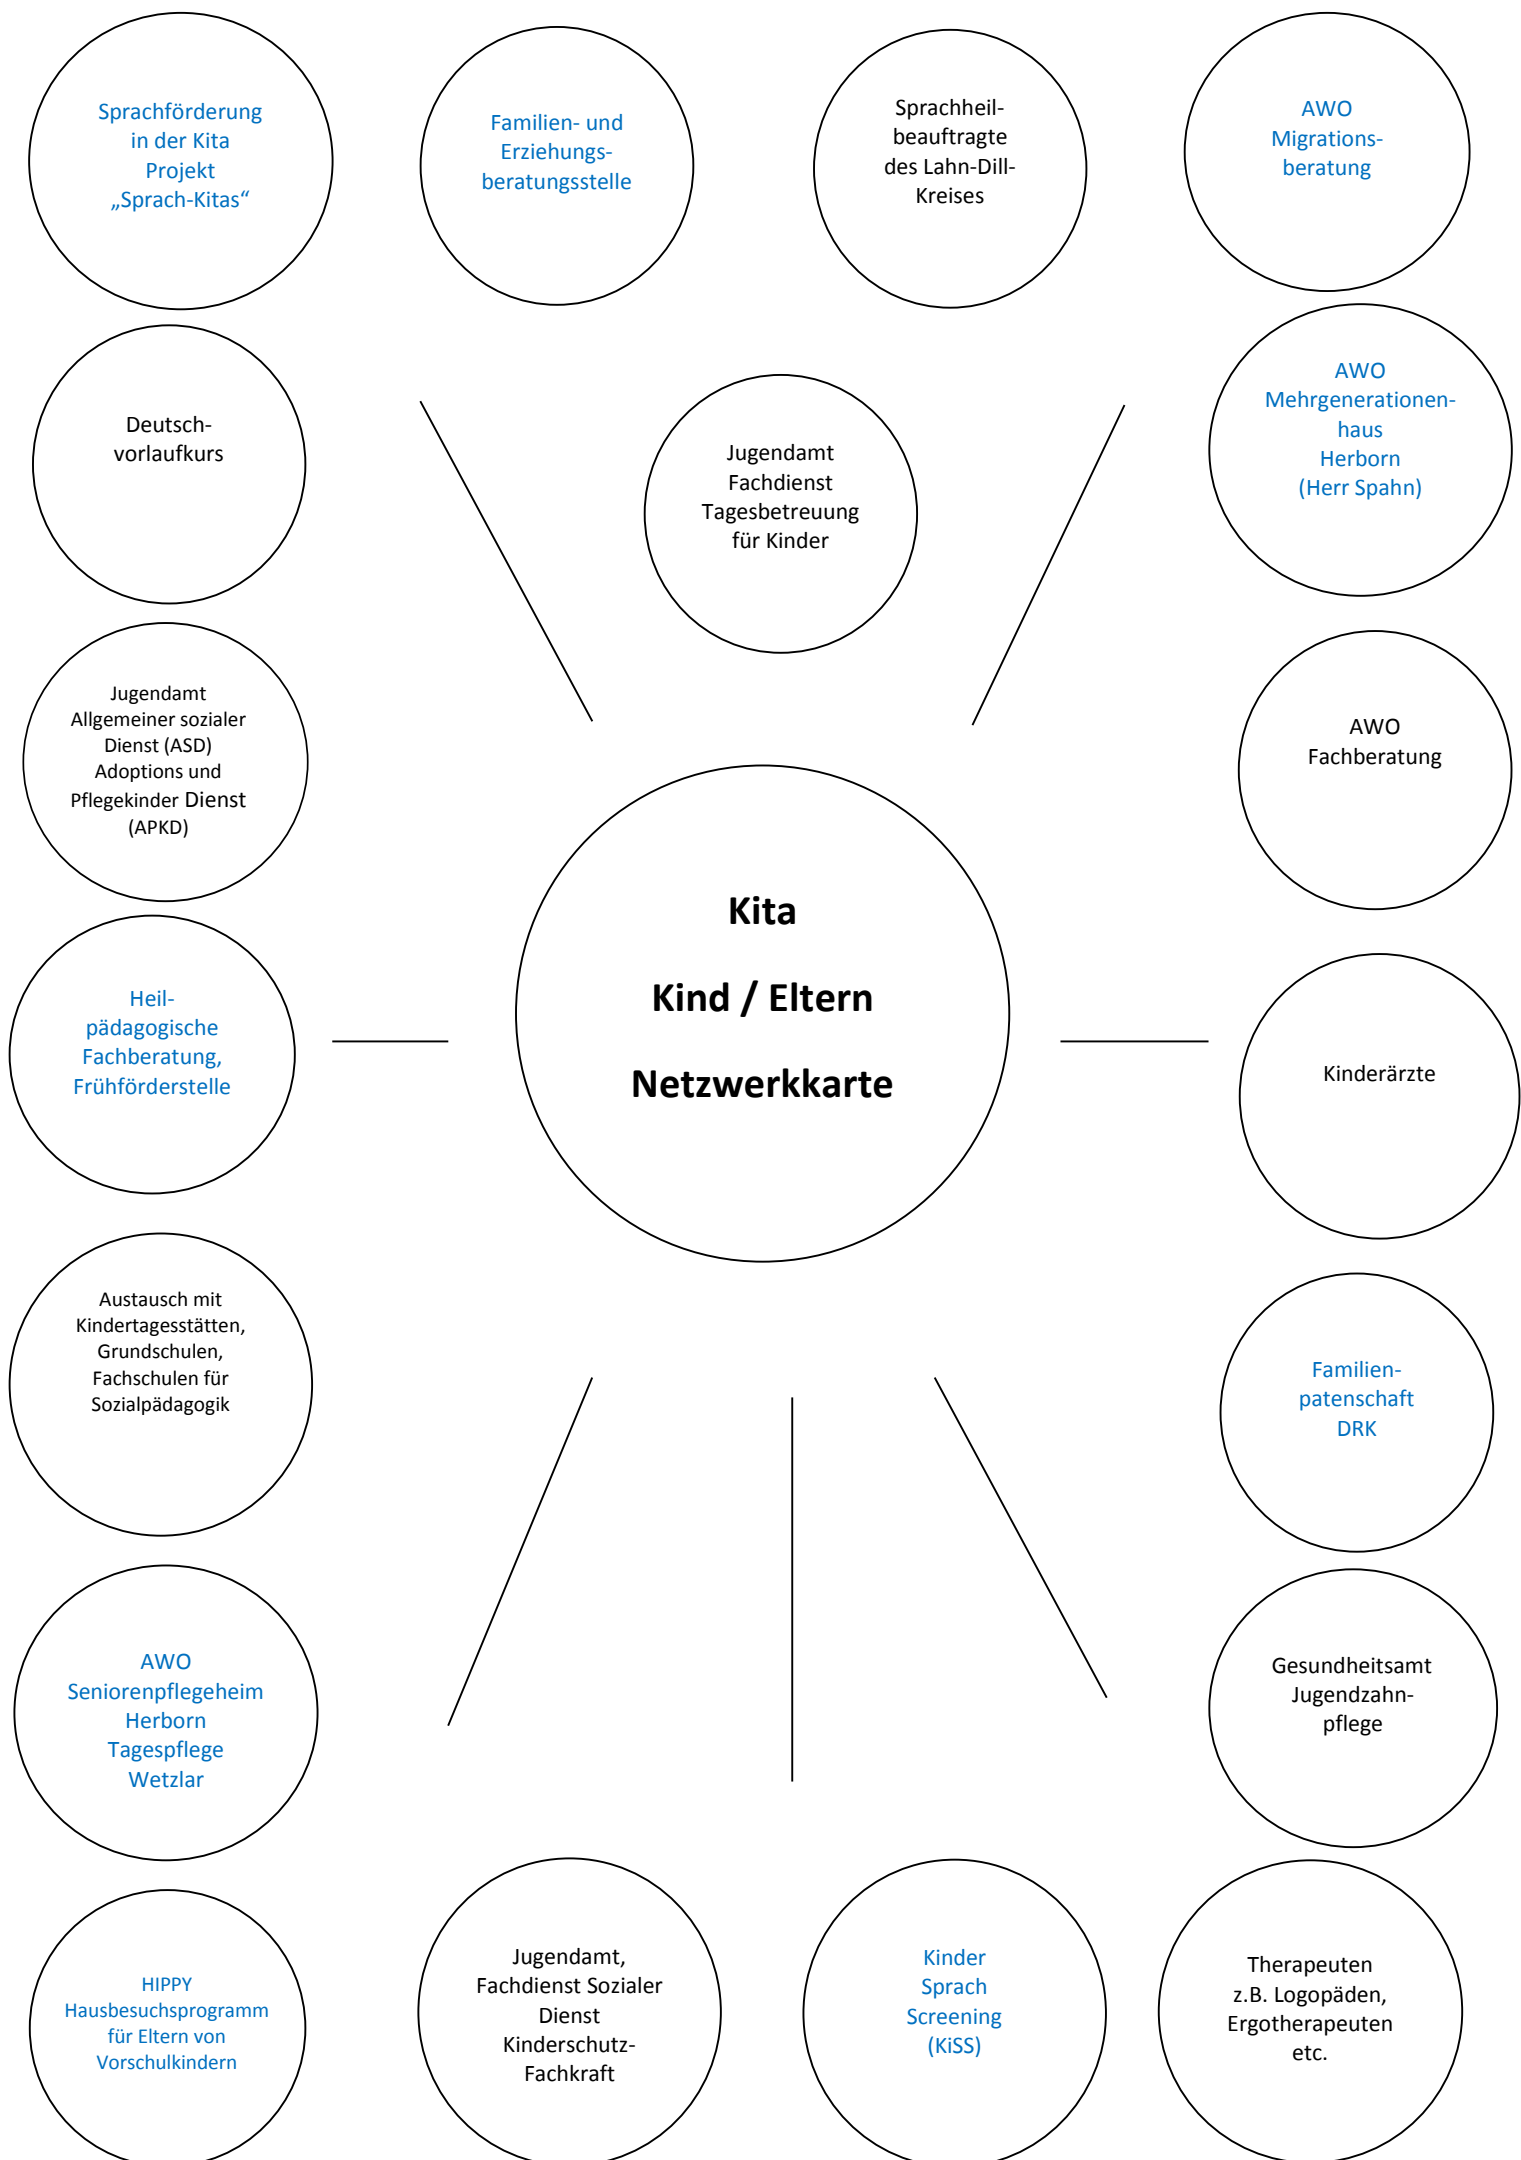 Sprachförderung
in der Kita
Projekt
„Sprach-Kitas“
Familien- und
Erziehungs-
beratungsstelle
Sprachheil-
beauftragte
des Lahn-Dill-
Kreises
AWO
Migrations-
beratung
Deutsch-
vorlaufkurs
Jugendamt
Fachdienst
Tagesbetreuung
für Kinder
AWO
Mehrgenerationen-
haus
Herborn
(Herr Spahn)
Jugendamt
Allgemeiner sozialer
Dienst (ASD)
Adoptions und
Pflegekinder Dienst
(APKD)
AWO
Fachberatung
Kita
Kind / Eltern
Netzwerkkarte
Heil-
pädagogische
Fachberatung,
Frühförderstelle
Kinderärzte
Austausch mit
Kindertagesstätten,
Grundschulen,
Fachschulen für
Sozialpädagogik
Familien-
patenschaft
DRK
AWO
Seniorenpflegeheim
Herborn
Tagespflege
Wetzlar
Gesundheitsamt
Jugendzahn-
pflege
HIPPY
Hausbesuchsprogramm
für Eltern von
Vorschulkindern
Jugendamt,
Fachdienst Sozialer
Dienst
Kinderschutz-
Fachkraft
Kinder
Sprach
Screening
(KiSS)
Therapeuten
z.B. Logopäden,
Ergotherapeuten
etc.